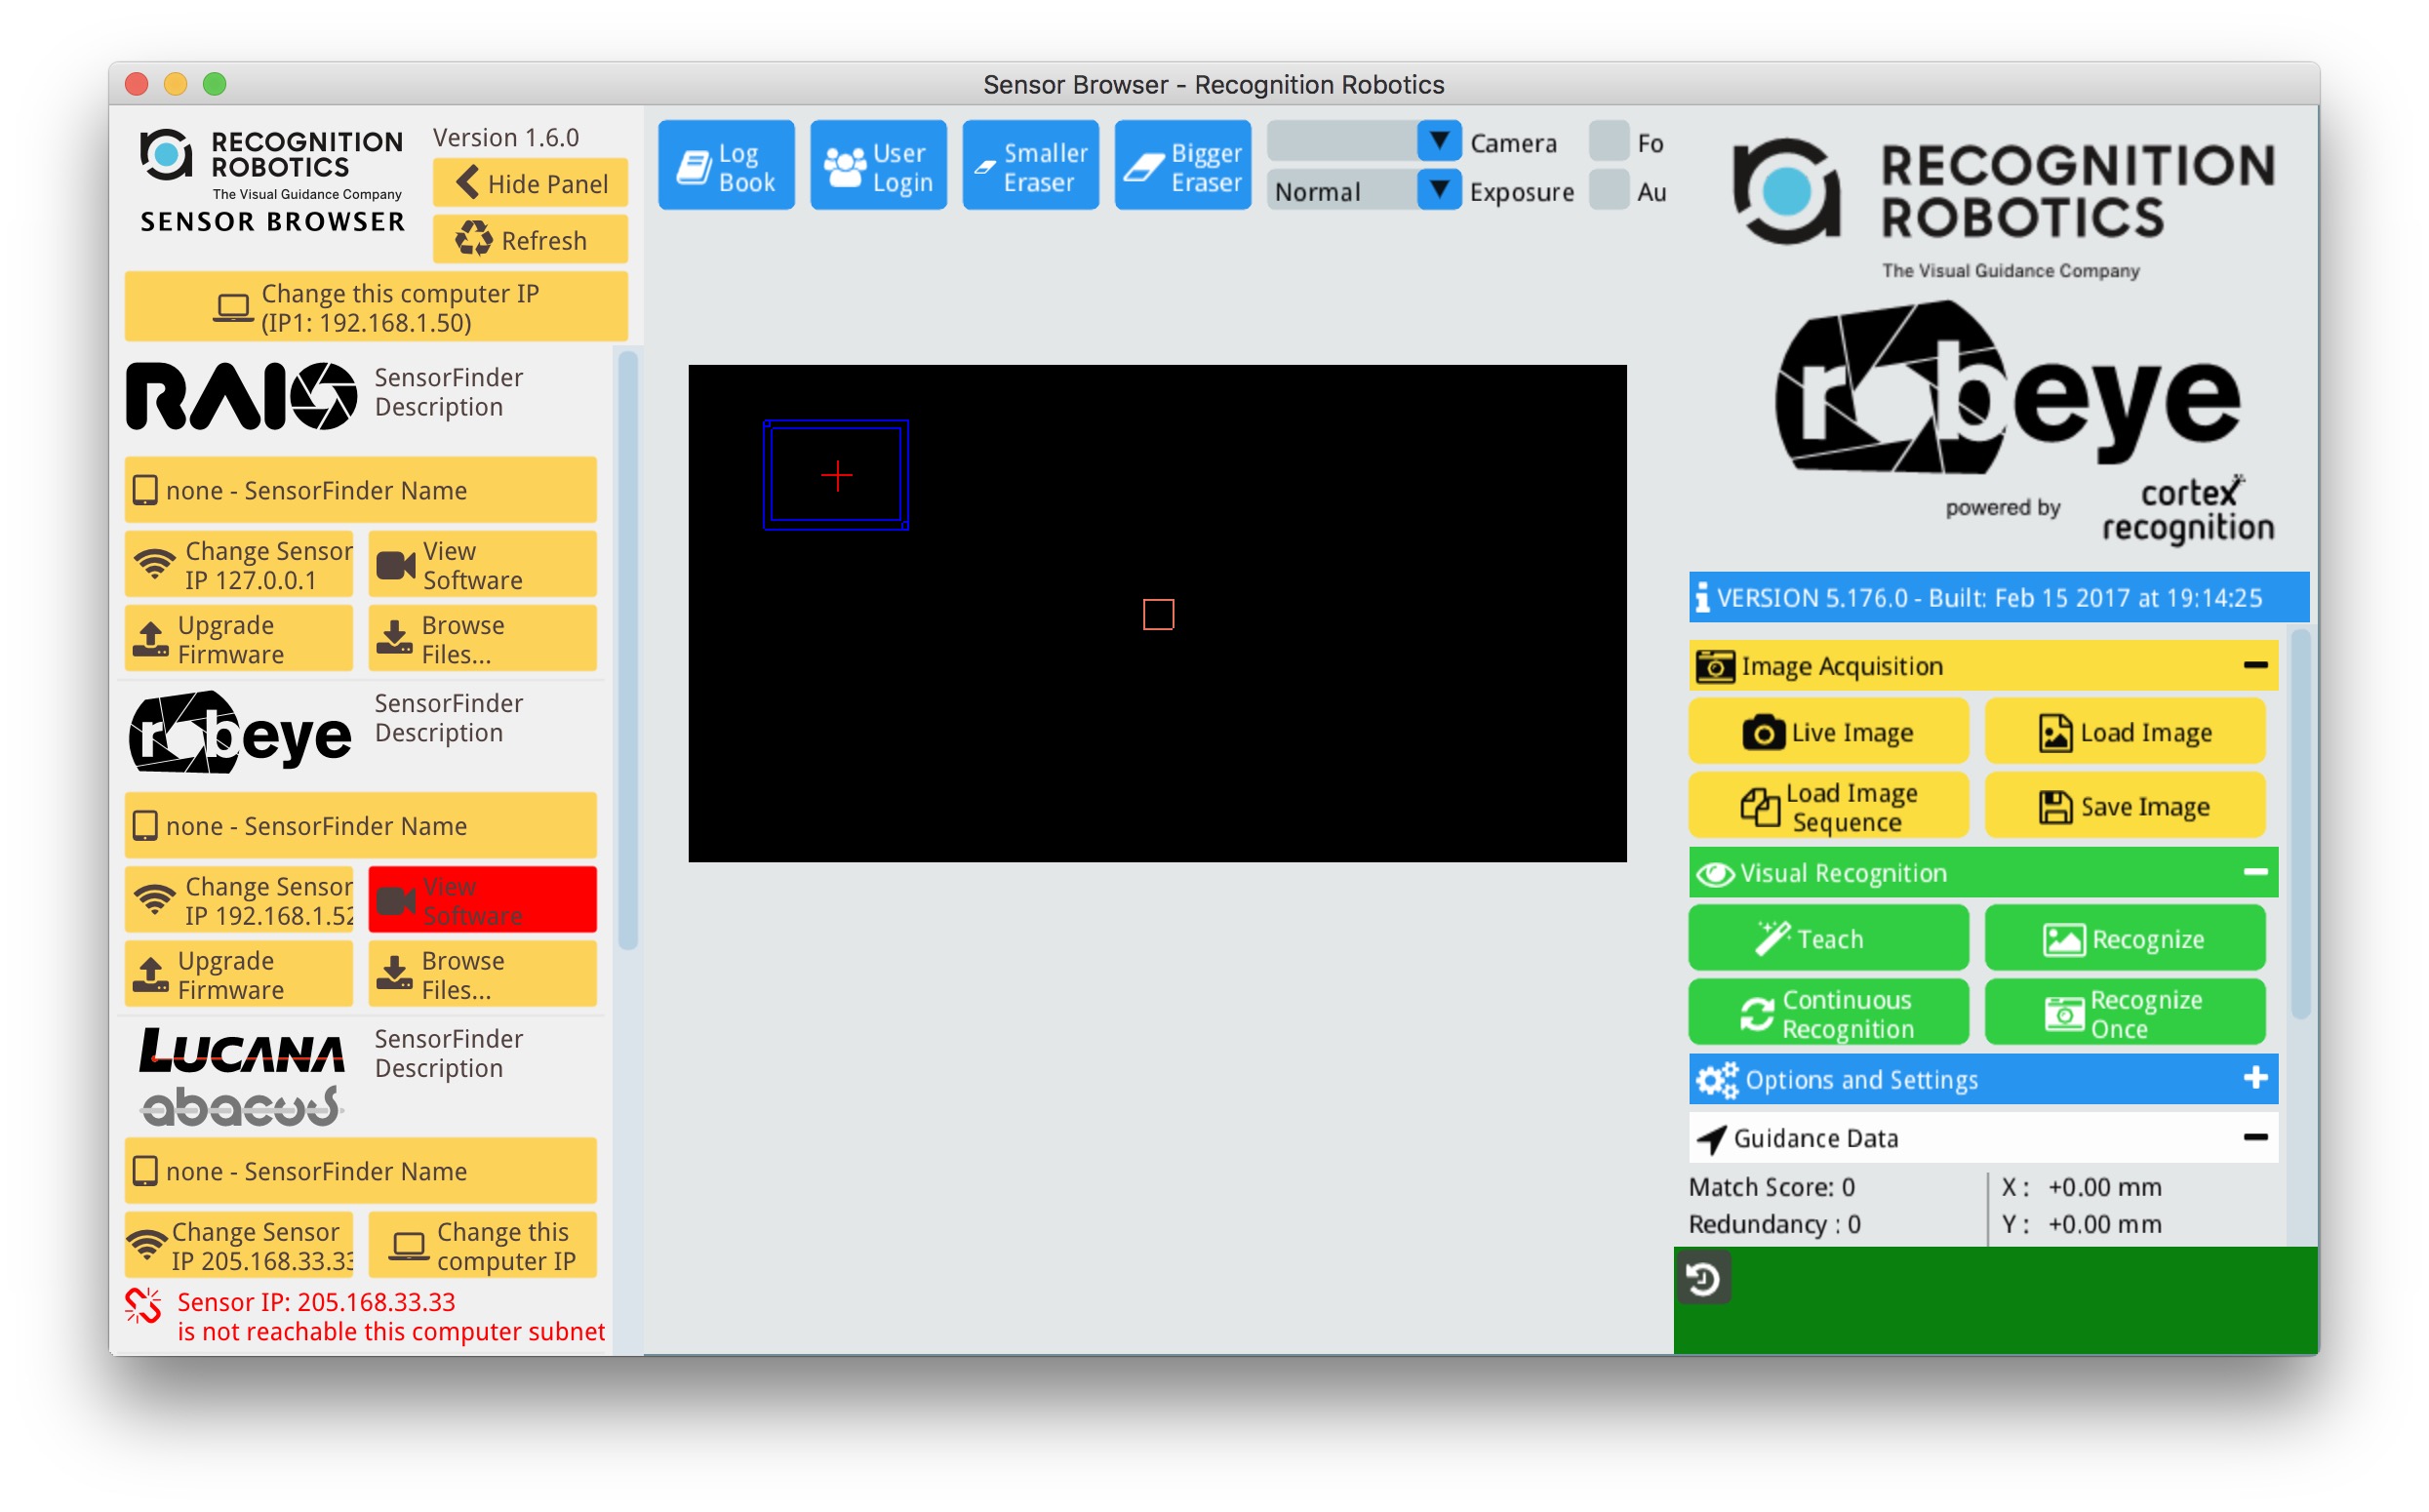 Sensor Browser - Recognition Robotics
RECOGNITION
ROBOTICS
The Visual Guidance Company
SENSOR BROWSER
Version 1.6.0
Hide Panel
Refresh
Change this computer IP
(IP1: 192.168.1.50)
RAIO
SensorFinder
Description
none - SensorFinder Name
Change Sensor
IP 127.0.0.1
View
Software
Upgrade
Firmware
Browse
Files...
robeye
SensorFinder
Description
none - SensorFinder Name
Change Sensor
IP 192.168.1.52
View
Software
Upgrade
Firmware
Browse
Files...
LUCANA
abacus
SensorFinder
Description
none - SensorFinder Name
Change Sensor
IP 205.168.33.33
Change this
computer IP
Sensor IP: 205.168.33.33
is not reachable this computer subnet
Log
Book
User
Login
Smaller
Eraser
Bigger
Eraser
Camera
Fo
Normal
Exposure
Au
RECOGNITION
ROBOTICS
The Visual Guidance Company
robeye
powered by
cortex
recognition
VERSION 5.176.0 - Built: Feb 15 2017 at 19:14:25
Image Acquisition
Live Image
Load Image
Load Image
Sequence
Save Image
Visual Recognition
Teach
Recognize
Continuous
Recognition
Recognize
Once
Options and Settings
Guidance Data
Match Score: 0
X : +0.00 mm
Redundancy : 0
Y : +0.00 mm